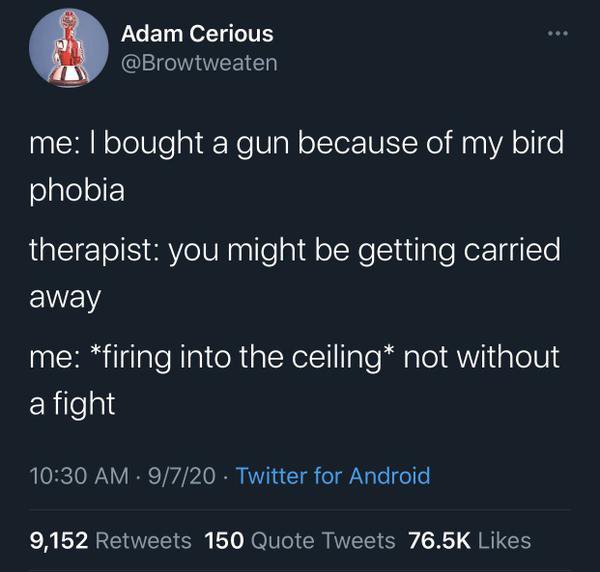 Adam Cerious
@Browtweaten
me: I bought a gun because of my bird
phobia
therapist: you might be getting carried
away
me: *firing into the ceiling* not without
a fight
10:30 AM · 9/7/20 · Twitter for Android
9,152 Retweets 150 Quote Tweets 76.5K Likes